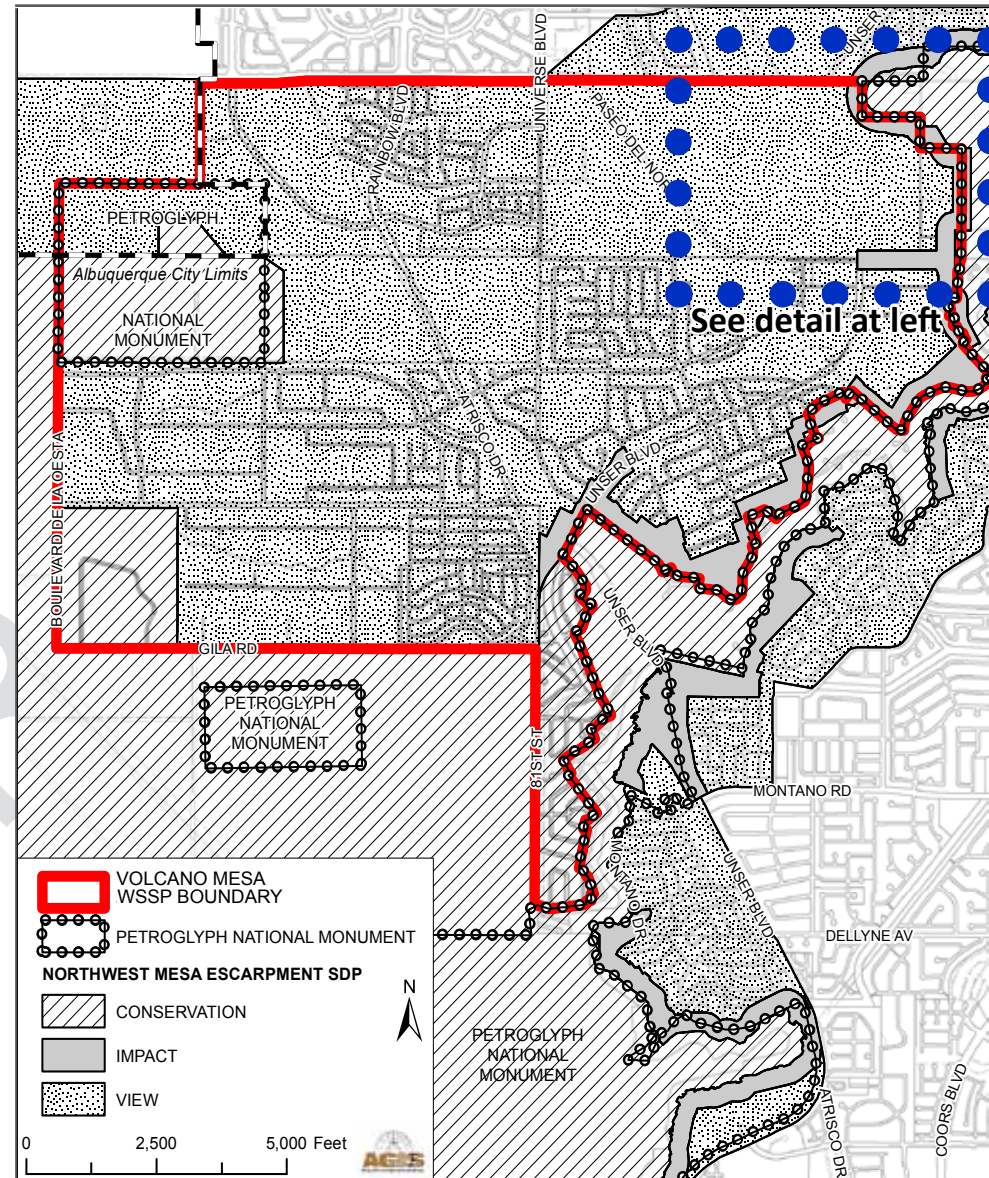 UNSER
UNIVERSE BLVD
RAINBOW BLVD
PASEO DEL NOR
PETROGLYPH
Albuquerque City Limits
NATIONAL
MONUMENT
See detail at left
ATRISCO DR
UNSER BLVD
BOULEVARD DE LA OESTA
UNSER BLVD
GILA RD
PETROGLYPH
NATIONAL
MONUMENT
81ST ST
MONTANO RD
UNSER BLVD
DELLYNE AV
PETROGLYPH
NATIONAL
MONUMENT
ATRISCO DR
COORS BLVD
VOLCANO MESA
WSSP BOUNDARY
PETROGLYPH NATIONAL MONUMENT
NORTHWEST MESA ESCARPMENT SDP
CONSERVATION
IMPACT
VIEW
N
0 2,500 5,000 Feet
AGIS